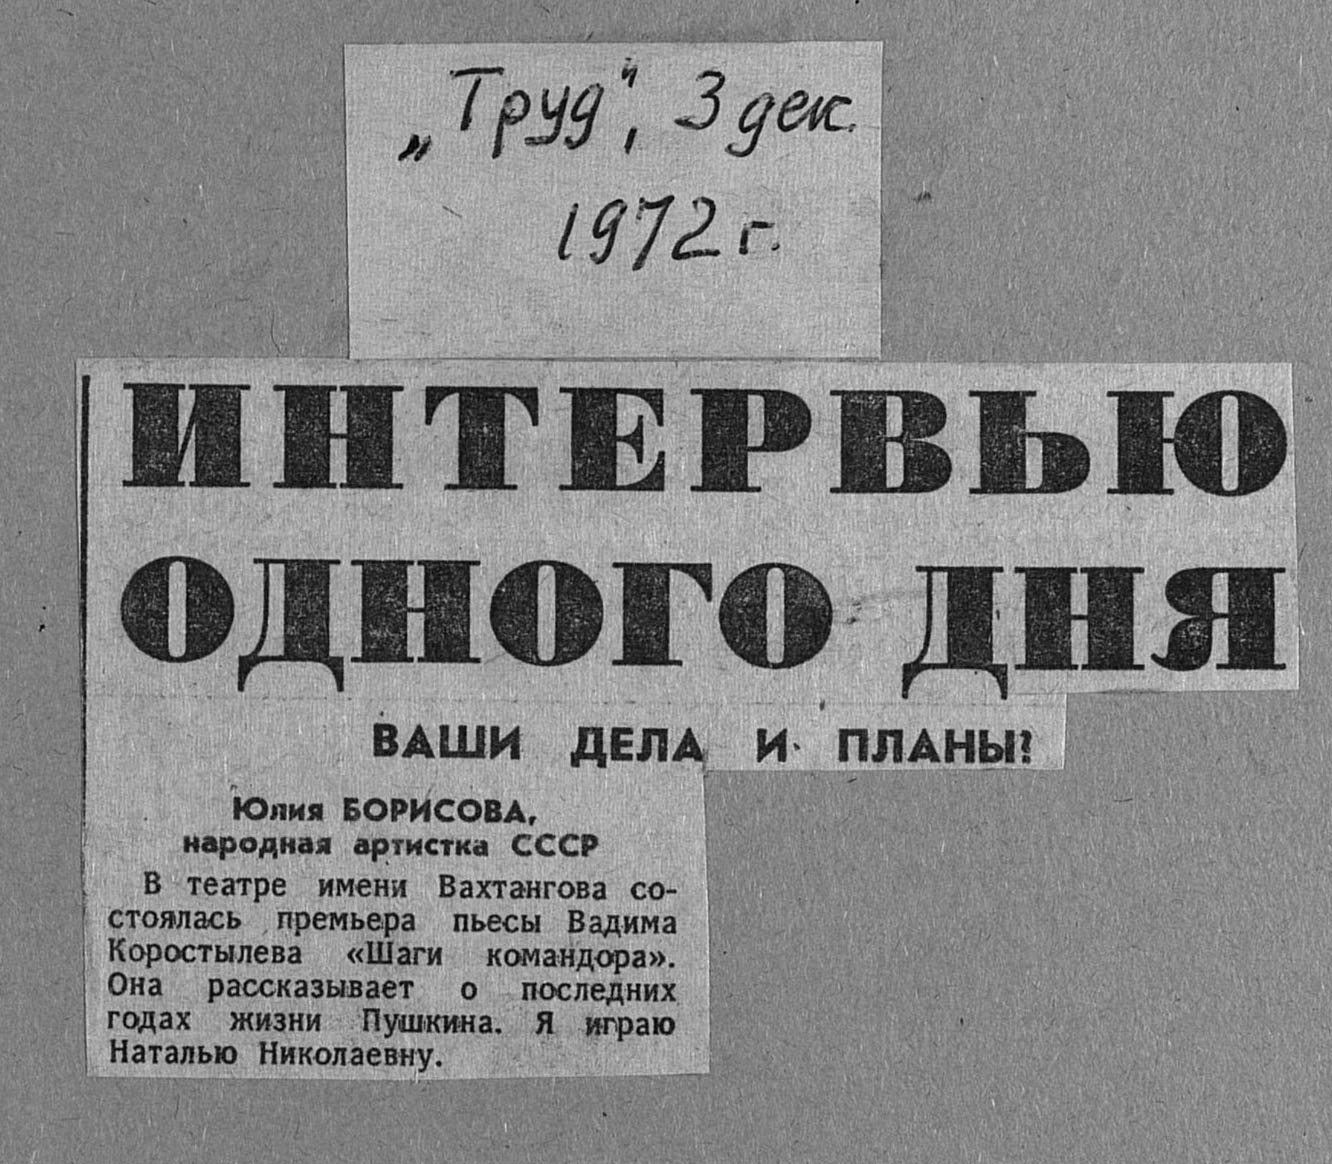 „Труд", 3 дек.
1972 г.
ИНТЕРВЬЮ
ОДНОГО ДНЯ
ВАШИ ДЕЛА И ПЛАНЫ?
Юлия БОРИСОВА,
народная артистка СССР
В театре имени Вахтангова со-
стоялась премьера пьесы Вадима
Коростылева «Шаги командора».
Она рассказывает о последних
годах жизни Пушкина. Я играю
Наталью Николаевну.